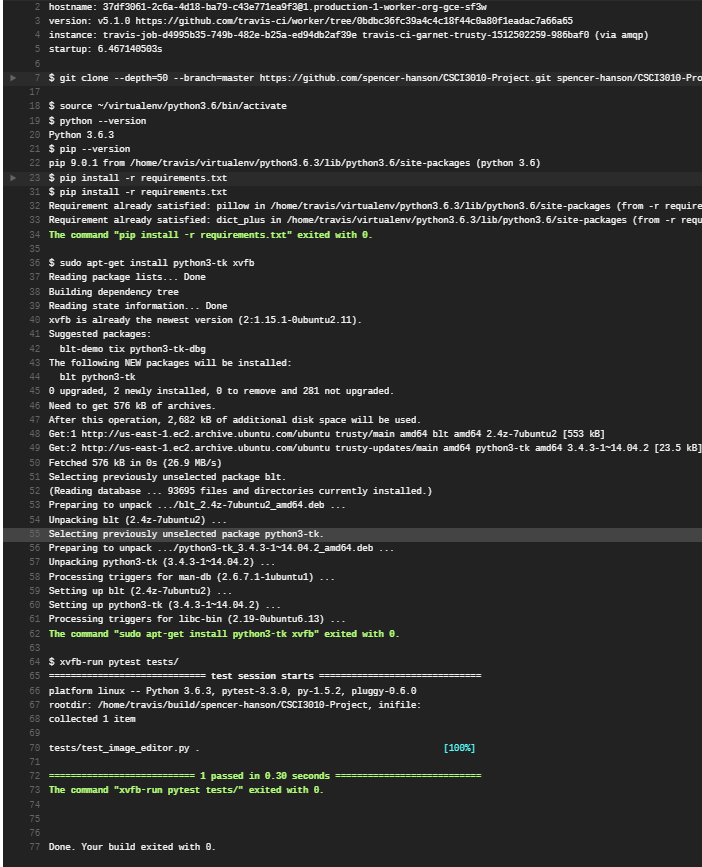 2 hostname: 37df3061-2c6a-4d18-ba79-c43e771ea9f3@1.production-1-worker-org-gce-sf3w
3 version: v5.1.0 https://github.com/travis-ci/worker/tree/0bdbc36fc39a4c4c18f44c0a80f1eadac7a66a65
4 instance: travis-job-d4995b35-749b-482e-b25a-ed94db2af39e travis-ci-garnet-trusty-1512502259-986baf0 (via amqp)
5 startup: 6.467140503s
6
7 $ git clone --depth=50 --branch=master https://github.com/spencer-hanson/CSCI3010-Project.git spencer-hanson/CSCI3010-Pro
17
18 $ source ~/virtualenv/python3.6/bin/activate
19 $ python --version
20 Python 3.6.3
21 $ pip --version
22 pip 9.0.1 from /home/travis/virtualenv/python3.6.3/lib/python3.6/site-packages (python 3.6)
23 $ pip install -r requirements.txt
31 $ pip install -r requirements.txt
32 Requirement already satisfied: pillow in /home/travis/virtualenv/python3.6.3/lib/python3.6/site-packages (from -r require
33 Requirement already satisfied: dict_plus in /home/travis/virtualenv/python3.6.3/lib/python3.6/site-packages (from -r requ
34 The command "pip install -r requirements.txt" exited with 0.
35
36 $ sudo apt-get install python3-tk xvfb
37 Reading package lists... Done
38 Building dependency tree
39 Reading state information... Done
40 xvfb is already the newest version (2:1.15.1-0ubuntu2.11).
41 Suggested packages:
42 blt-demo tix python3-tk-dbg
43 The following NEW packages will be installed:
44 blt python3-tk
45 0 upgraded, 2 newly installed, 0 to remove and 281 not upgraded.
46 Need to get 576 kB of archives.
47 After this operation, 2,682 kB of additional disk space will be used.
48 Get:1 http://us-east-1.ec2.archive.ubuntu.com/ubuntu trusty/main amd64 blt amd64 2.4z-7ubuntu2 [553 kB]
49 Get:2 http://us-east-1.ec2.archive.ubuntu.com/ubuntu trusty-updates/main amd64 python3-tk amd64 3.4.3-1~14.04.2 [23.5 kB]
50 Fetched 576 kB in 0s (26.9 MB/s)
51 Selecting previously unselected package blt.
52 (Reading database ... 93695 files and directories currently installed.)
53 Preparing to unpack .../blt_2.4z-7ubuntu2_amd64.deb ...
54 Unpacking blt (2.4z-7ubuntu2) ...
55 Selecting previously unselected package python3-tk.
56 Preparing to unpack .../python3-tk_3.4.3-1~14.04.2_amd64.deb ...
57 Unpacking python3-tk (3.4.3-1~14.04.2) ...
58 Processing triggers for man-db (2.6.7.1-1ubuntu1) ...
59 Setting up blt (2.4z-7ubuntu2) ...
60 Setting up python3-tk (3.4.3-1~14.04.2) ...
61 Processing triggers for libc-bin (2.19-0ubuntu6.13) ...
62 The command "sudo apt-get install python3-tk xvfb" exited with 0.
63
64 $ xvfb-run pytest tests/
65 ============================= test session starts ==============================
66 platform linux -- Python 3.6.3, pytest-3.3.0, py-1.5.2, pluggy-0.6.0
67 rootdir: /home/travis/build/spencer-hanson/CSCI3010-Project, inifile:
68 collected 1 item
69
70 tests/test_image_editor.py . [100%]
71
72 =========================== 1 passed in 0.30 seconds ===========================
73 The command "xvfb-run pytest tests/" exited with 0.
74
75
76
77 Done. Your build exited with 0.